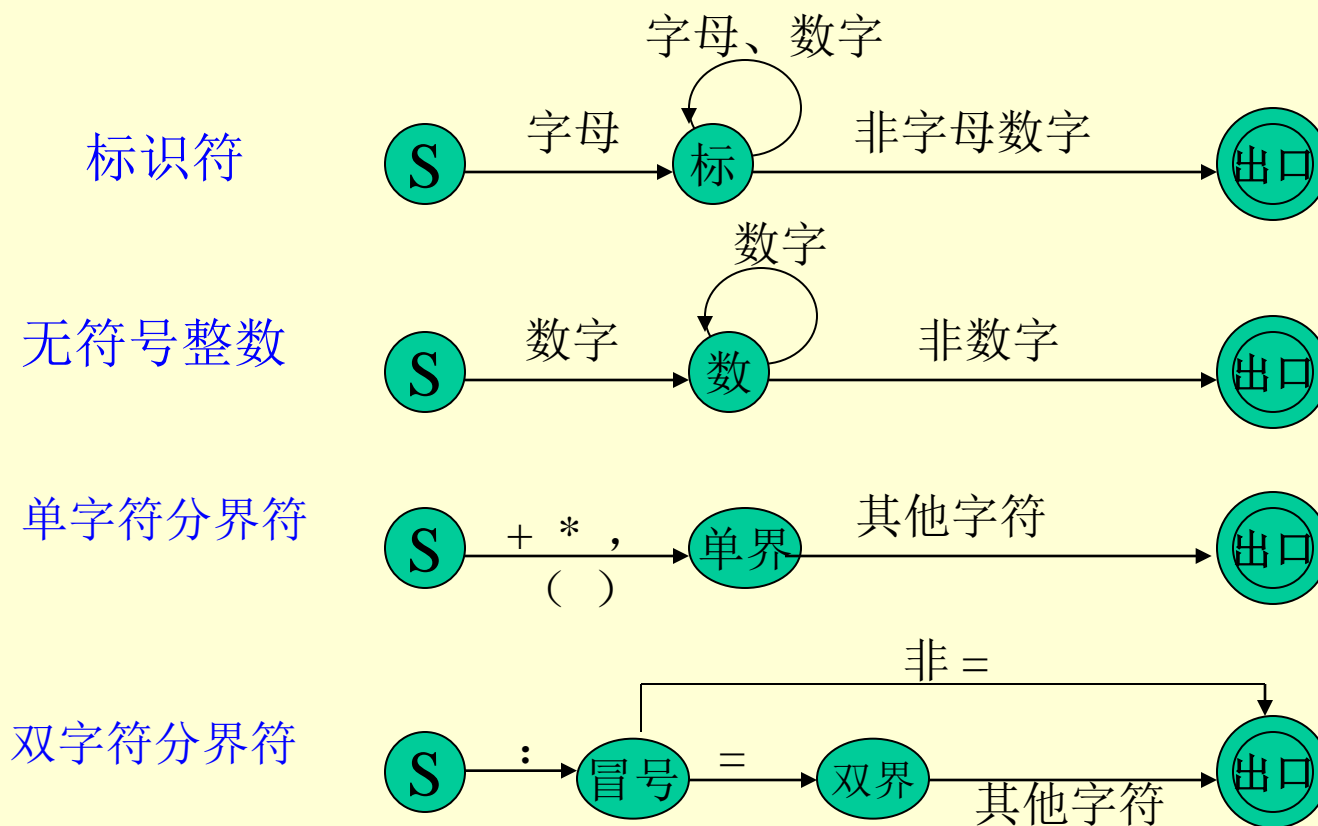 字母、数字
标识符 S 字母 标 非字母数字 出口
数字
无符号整数 S 数字 数 非数字 出口
单字符分界符 S + * , 单界 其他字符 出口
( )
非 =
双字符分界符 S : 冒号 = 双界 其他字符 出口